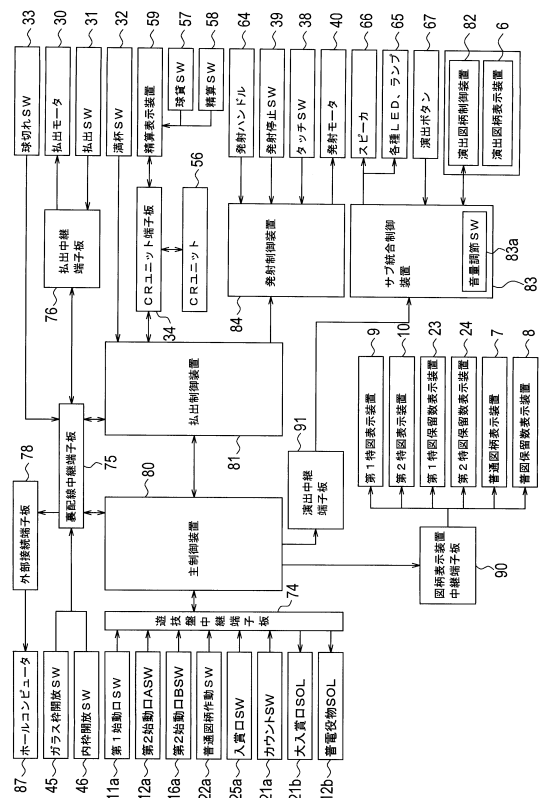 33
球切れSW
30
払出モータ
31
払出SW
32
満杯SW
59
精算表示装置
57
球貸SW
58
精算SW
64
発射ハンドル
39
発射停止SW
38
タッチSW
40
発射モータ
66
スピーカ
65
各種LED、ランプ
67
演出ボタン
82
演出図柄制御装置
6
演出図柄表示装置
払出中継
端子板
76
CRユニット端子板
34
56
CRユニット
発射制御装置
84
サブ統合制御
装置
音量調節SW
83a
83
78
外部接続端子板
裏配線中継端子板
75
払出制御装置
81
80
主制御装置
91
演出中継
端子板
74
遊技盤中継端子板
図柄表示装置
中継端子板
90
9
第1特図表示装置
10
第2特図表示装置
23
第1特図保留数表示装置
24
第2特図保留数表示装置
7
普通図柄表示装置
8
普図保留数表示装置
87
ホールコンピュータ
45
ガラス枠開放SW
46
内枠開放SW
11a
第1始動口SW
12a
第2始動口ASW
16a
第2始動口BSW
22a
普通図柄作動SW
25a
入賞口SW
21a
カウントSW
21b
大入賞口SOL
12b
普電役物SOL